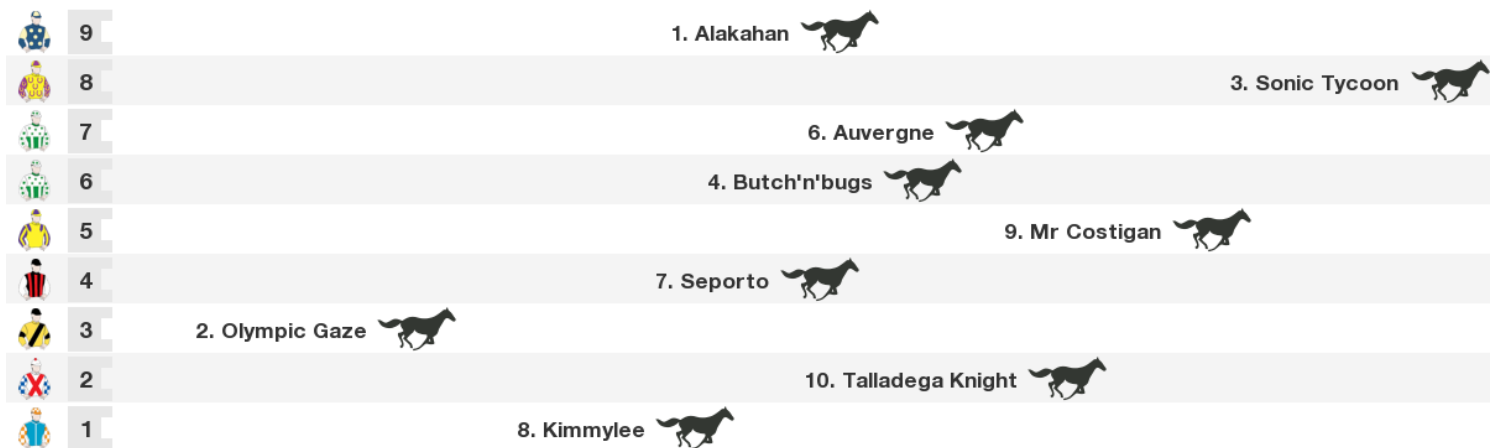 9 1. Alakahan
8 3. Sonic Tycoon
7 6. Auvergne
6 4. Butch'n'bugs
5 9. Mr Costigan
4 7. Seporto
3 2. Olympic Gaze
2 10. Talladega Knight
1 8. Kimmylee